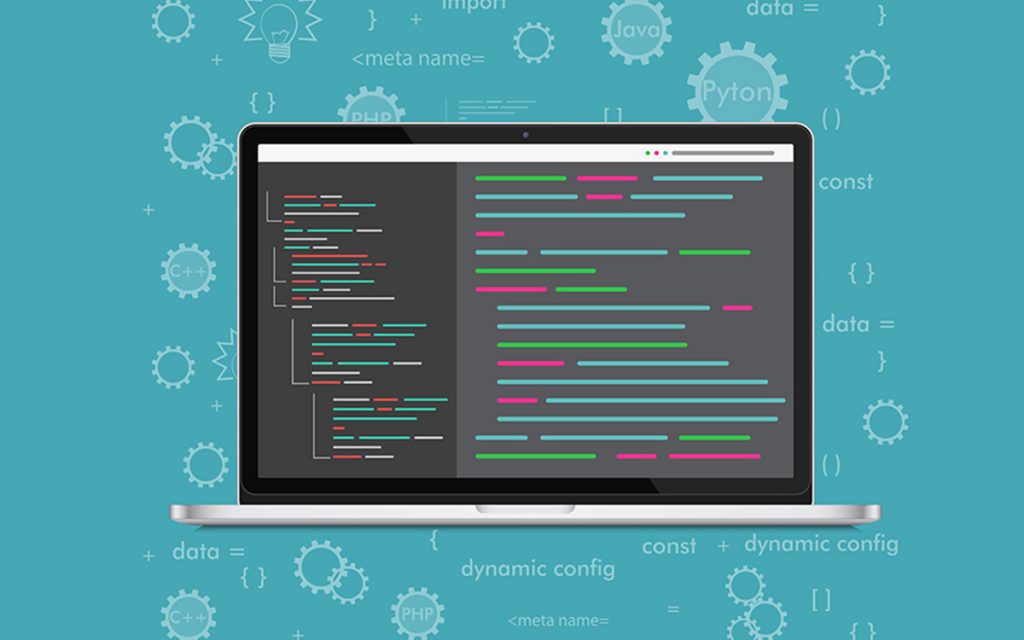 import
}
+
data =
}
Java
+
<meta name=
Pyton
{ }
PHP
[ ]
( )
const
+
C++
{ }
data =
}
+
( )
{
+ data =
const + dynamic config
{ }
dynamic config
[ ]
C++
PHP
<meta name=
=
+
{ }